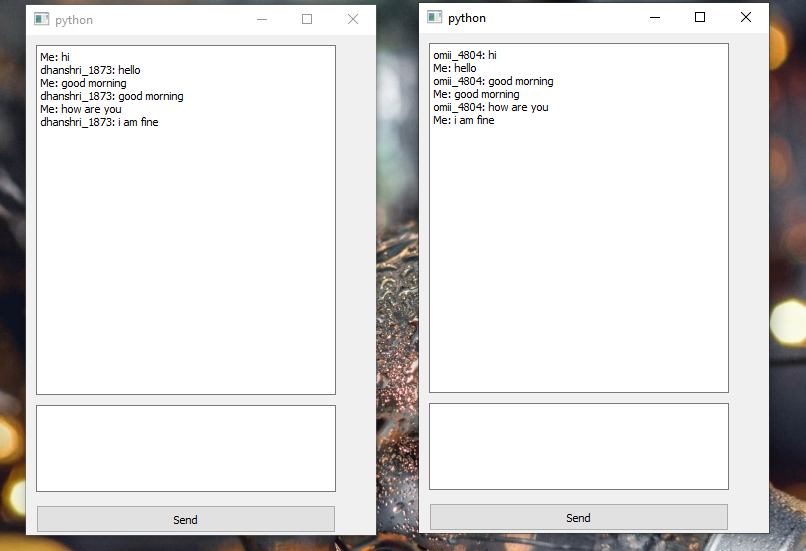 python
Me: hi
dhanshri_1873: hello
Me: good morning
dhanshri_1873: good morning
Me: how are you
dhanshri_1873: i am fine
Send
python
omii_4804: hi
Me: hello
omii_4804: good morning
Me: good morning
omii_4804: how are you
Me: i am fine
Send